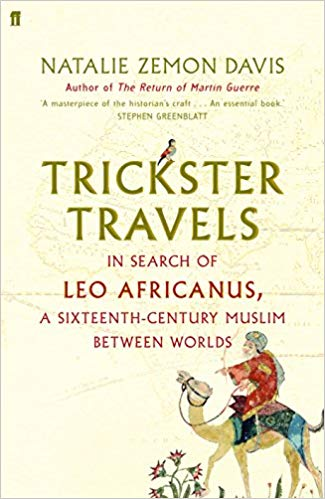 ff
NATALIE ZEMON DAVIS
Author of The Return of Martin Guerre
'A masterpiece of the historian's craft . . . An essential book.'
STEPHEN GREENBLATT
TRICKSTER
TRAVELS
IN SEARCH OF
LEO AFRICANUS,
A SIXTEENTH-CENTURY MUSLIM
BETWEEN WORLDS